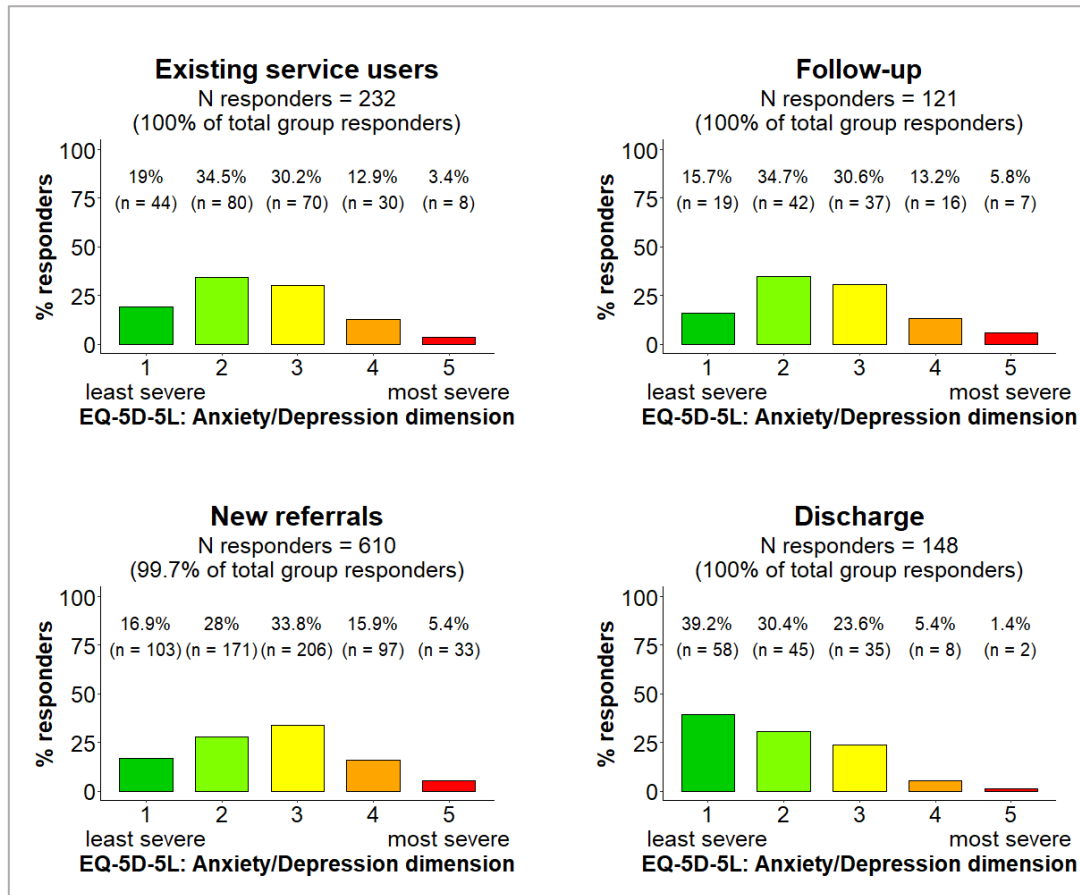 Existing service users
N responders = 232
(100% of total group responders)
100
75
50
25
0
% responders
19% 34.5% 30.2% 12.9% 3.4%
(n = 44) (n = 80) (n = 70) (n = 30) (n = 8)
1 2 3 4 5
least severe most severe
EQ-5D-5L: Anxiety/Depression dimension
Follow-up
N responders = 121
(100% of total group responders)
100
75
50
25
0
% responders
15.7% 34.7% 30.6% 13.2% 5.8%
(n = 19) (n = 42) (n = 37) (n = 16) (n = 7)
1 2 3 4 5
least severe most severe
EQ-5D-5L: Anxiety/Depression dimension
New referrals
N responders = 610
(99.7% of total group responders)
100
75
50
25
0
% responders
16.9% 28% 33.8% 15.9% 5.4%
(n = 103) (n = 171) (n = 206) (n = 97) (n = 33)
1 2 3 4 5
least severe most severe
EQ-5D-5L: Anxiety/Depression dimension
Discharge
N responders = 148
(100% of total group responders)
100
75
50
25
0
% responders
39.2% 30.4% 23.6% 5.4% 1.4%
(n = 58) (n = 45) (n = 35) (n = 8) (n = 2)
1 2 3 4 5
least severe most severe
EQ-5D-5L: Anxiety/Depression dimension